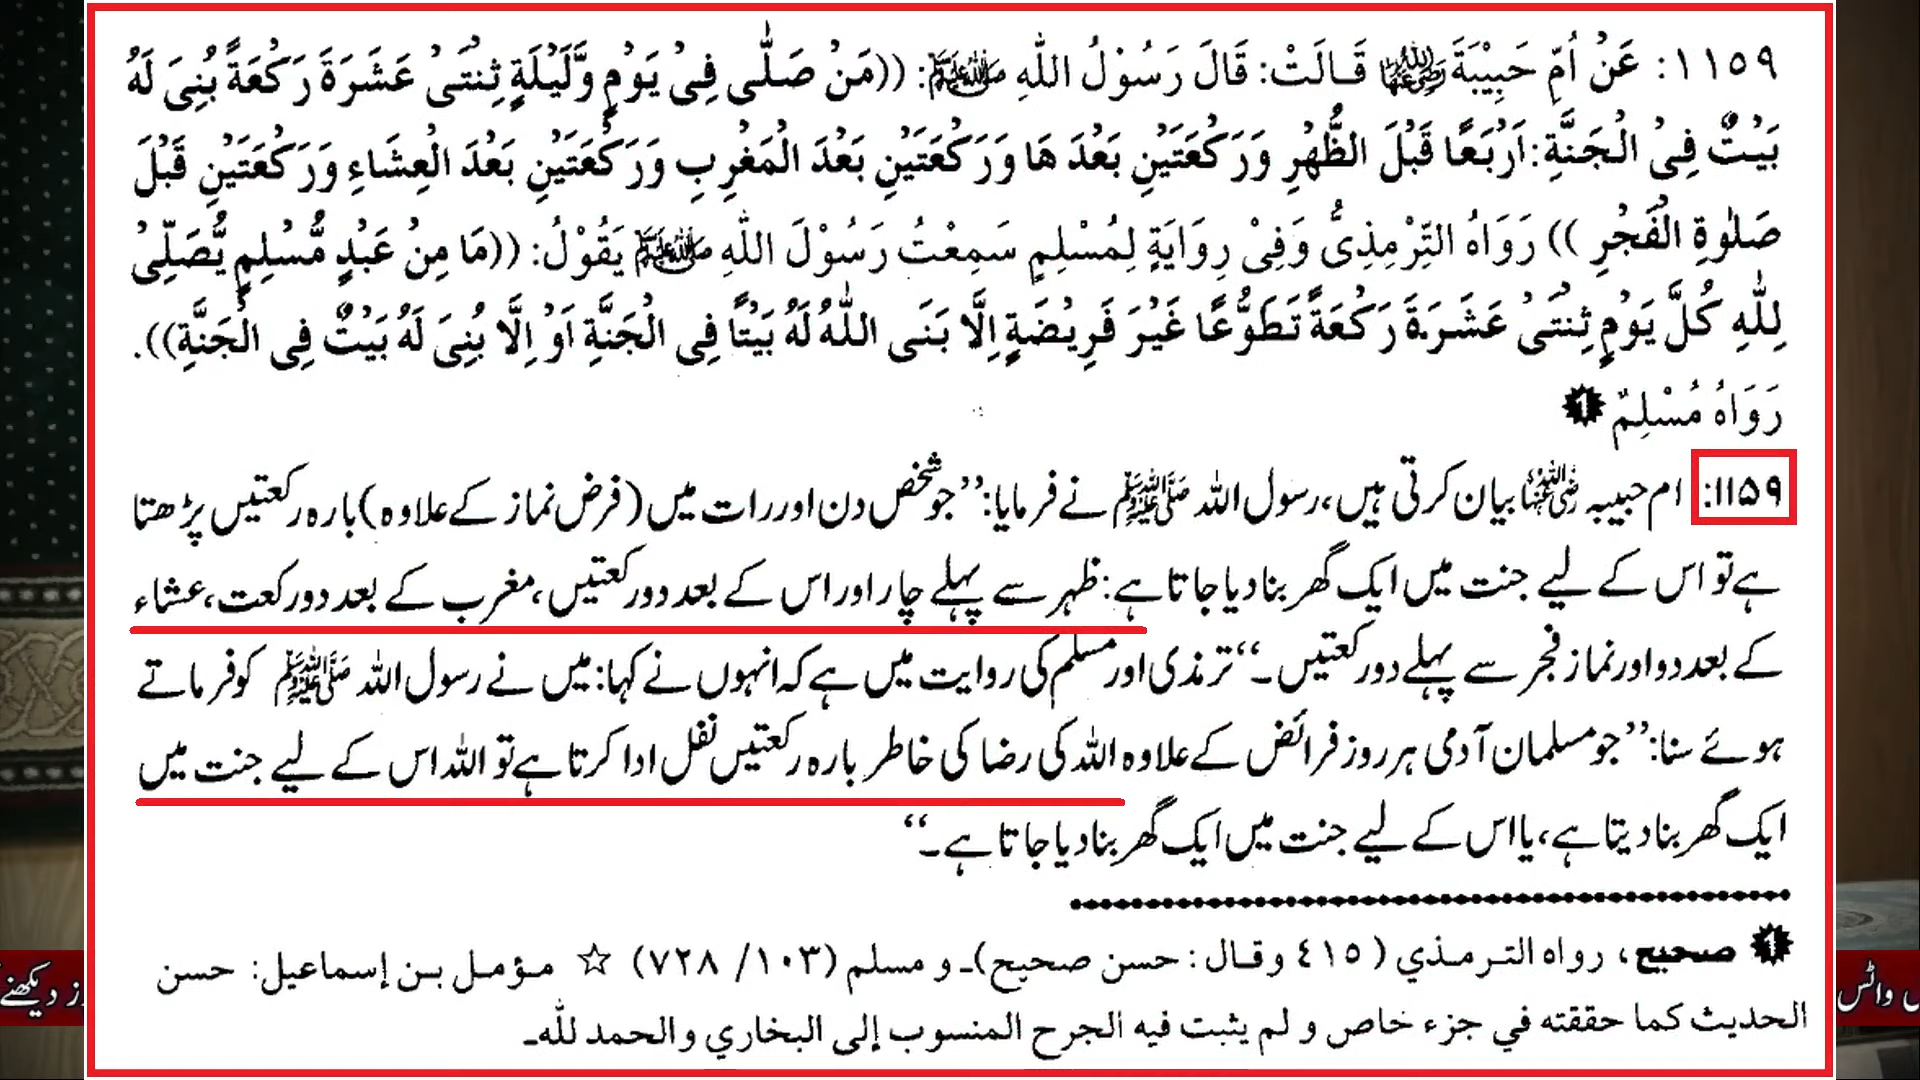 ١١٥٩: عَنْ اُمِّ حَبِيْبَةَ رضی اللہ عنہا قَالَتْ: قَالَ رَسُوْلُ اللهِ ﷺ: ((مَنْ صَلّٰى فِىْ يَوْمٍ وَّلَيْلَةٍ ثِنْتَىْ عَشَرَةَ رَكْعَةً بُنِىَ لَهٗ
بَيْتٌ فِى الْجَنَّةِ: اَرْبَعًا قَبْلَ الظُّهْرِ وَرَكْعَتَيْنِ بَعْدَ هَا وَرَكْعَتَيْنِ بَعْدَ الْمَغْرِبِ وَرَكْعَتَيْنِ بَعْدَ الْعِشَاءِ وَرَكْعَتَيْنِ قَبْلَ
صَلٰوةِ الْفَجْرِ)) رَوَاهُ التِّرْمِذِىُّ وَفِىْ رِوَايَةٍ لِمُسْلِمٍ سَمِعْتُ رَسُوْلَ اللهِ ﷺ يَقُوْلُ: ((مَا مِنْ عَبْدٍ مُّسْلِمٍ يُّصَلِّىْ
لِلّٰهِ كُلَّ يَوْمٍ ثِنْتَىْ عَشَرَةَ رَكْعَةً تَطَوُّعًا غَيْرَ فَرِيْضَةٍ اِلَّا بَنَى اللهُ لَهٗ بَيْتًا فِى الْجَنَّةِ اَوْ اِلَّا بُنِىَ لَهٗ بَيْتٌ فِى الْجَنَّةِ)).
رَوَاهُ مُسْلِمٌ ❶
۱۱۵۹: ام حبیبہ رضی اللہ عنہا بیان کرتی ہیں، رسول اللہ ﷺ نے فرمایا: ’’جو شخص دن اور رات میں (فرض نماز کے علاوہ) بارہ رکعتیں پڑھتا
ہے تو اس کے لیے جنت میں ایک گھر بنا دیا جاتا ہے: ظہر سے پہلے چار اور اس کے بعد دو رکعتیں، مغرب کے بعد دو رکعت، عشاء
کے بعد دو اور نماز فجر سے پہلے دو رکعتیں۔‘‘ ترمذی اور مسلم کی روایت میں ہے کہ انہوں نے کہا: میں نے رسول اللہ ﷺ کو فرماتے
ہوئے سنا: ’’جو مسلمان آدمی ہر روز فرائض کے علاوہ اللہ کی رضا کی خاطر بارہ رکعتیں نفل ادا کرتا ہے تو اللہ اس کے لیے جنت میں
ایک گھر بنا دیتا ہے، یا اس کے لیے جنت میں ایک گھر بنا دیا جاتا ہے۔‘‘
❶ صحيح، رواه الترمذي (٤١٥ وقال: حسن صحيح)۔ و مسلم (١٠٣/ ٧٢٨) ☆ مؤمل بن إسماعيل: حسن
الحديث كما حققته في جزء خاص و لم يثبت فيه الجرح المنسوب إلى البخاري والحمد لله۔
واٹس
ز دیکھنے